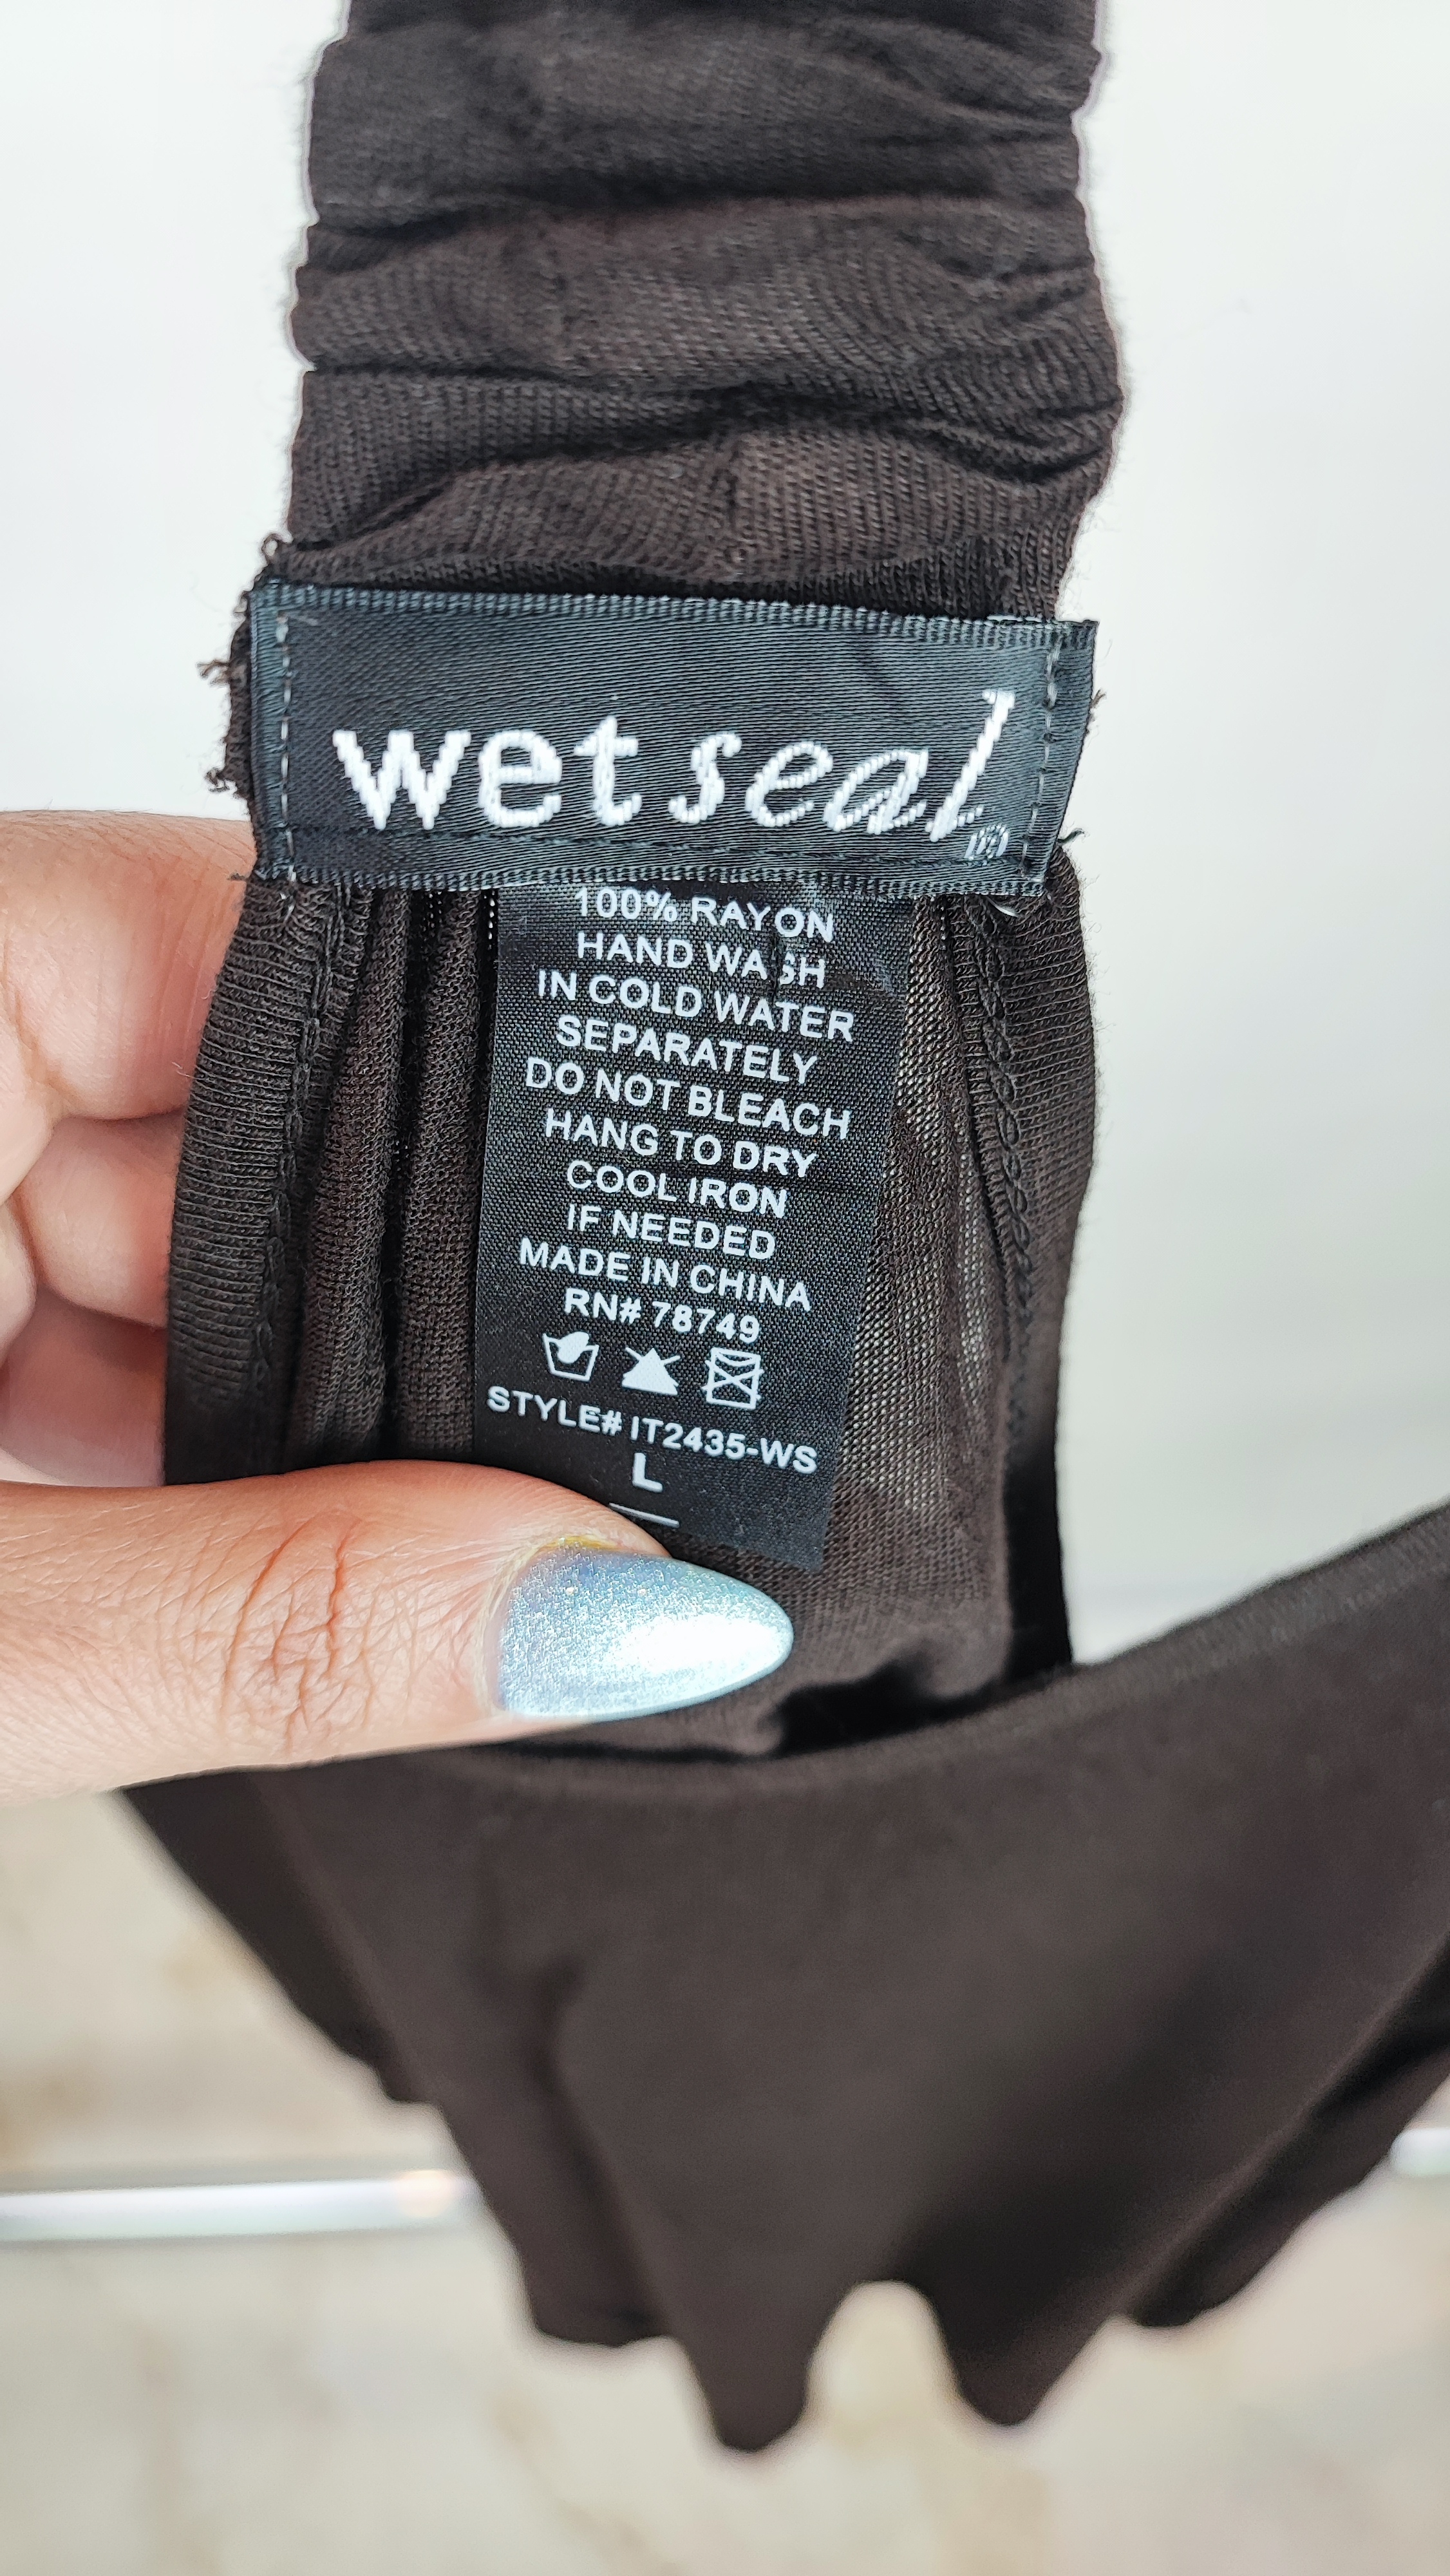 wet seal
100% RAYON
HAND WASH
IN COLD WATER
SEPARATELY
DO NOT BLEACH
HANG TO DRY
COOL IRON
IF NEEDED
MADE IN CHINA
RN# 78749
STYLE# IT2435-WS
L